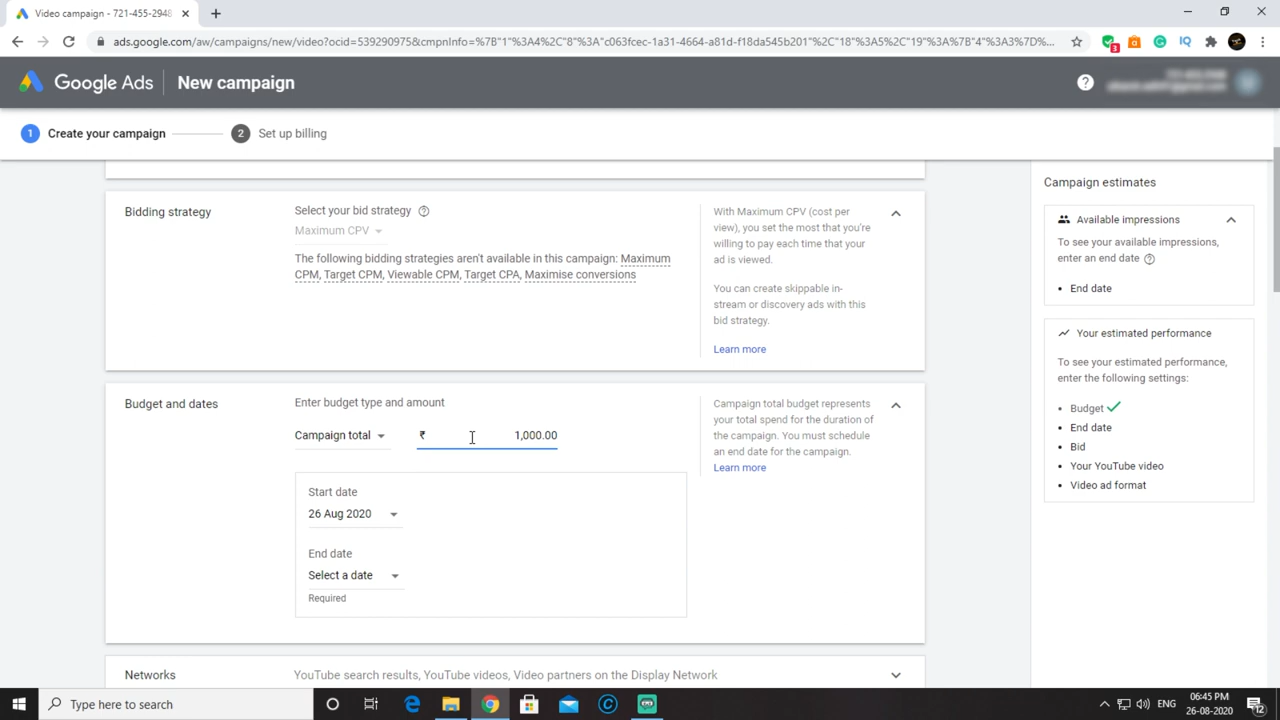 Video campaign - 721-455-2948
ads.google.com/aw/campaigns/new/video?ocid=539290975&cmpnInfo=%7B"1"%3A4%2C"8"%3A"c063fcec-1a31-4664-a81d-f18da545b201"%2C"18"%3A5%2C"19"%3A%7B"4"%3A3%7D%...
3
IQ
Google Ads
New campaign
?
1
Create your campaign
2
Set up billing
Bidding strategy
Select your bid strategy
Maximum CPV
The following bidding strategies aren't available in this campaign: Maximum
CPM, Target CPM, Viewable CPM, Target CPA, Maximise conversions
With Maximum CPV (cost per
view), you set the most that you're
willing to pay each time that your
ad is viewed.
You can create skippable in-
stream or discovery ads with this
bid strategy.
Learn more
Budget and dates
Enter budget type and amount
Campaign total
₹ 1,000.00
Start date
26 Aug 2020
End date
Select a date
Required
Campaign total budget represents
your total spend for the duration of
the campaign. You must schedule
an end date for the campaign.
Learn more
Networks
YouTube search results, YouTube videos, Video partners on the Display Network
Campaign estimates
Available impressions
To see your available impressions,
enter an end date
• End date
Your estimated performance
To see your estimated performance,
enter the following settings:
• Budget
• End date
• Bid
• Your YouTube video
• Video ad format
Type here to search
ENG
06:45 PM
26-08-2020
12